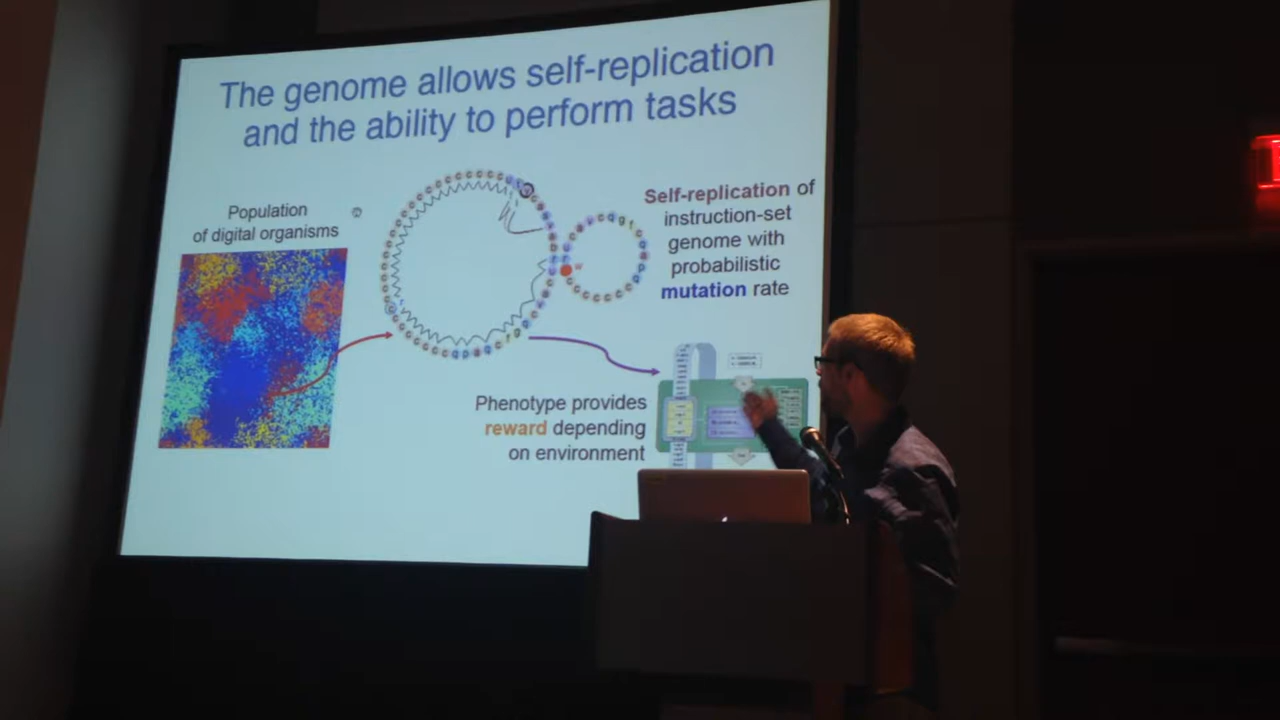 The genome allows self-replication
and the ability to perform tasks
Population
of digital organisms
Self-replication of
instruction-set
genome with
probabilistic
mutation rate
Phenotype provides
reward depending
on environment